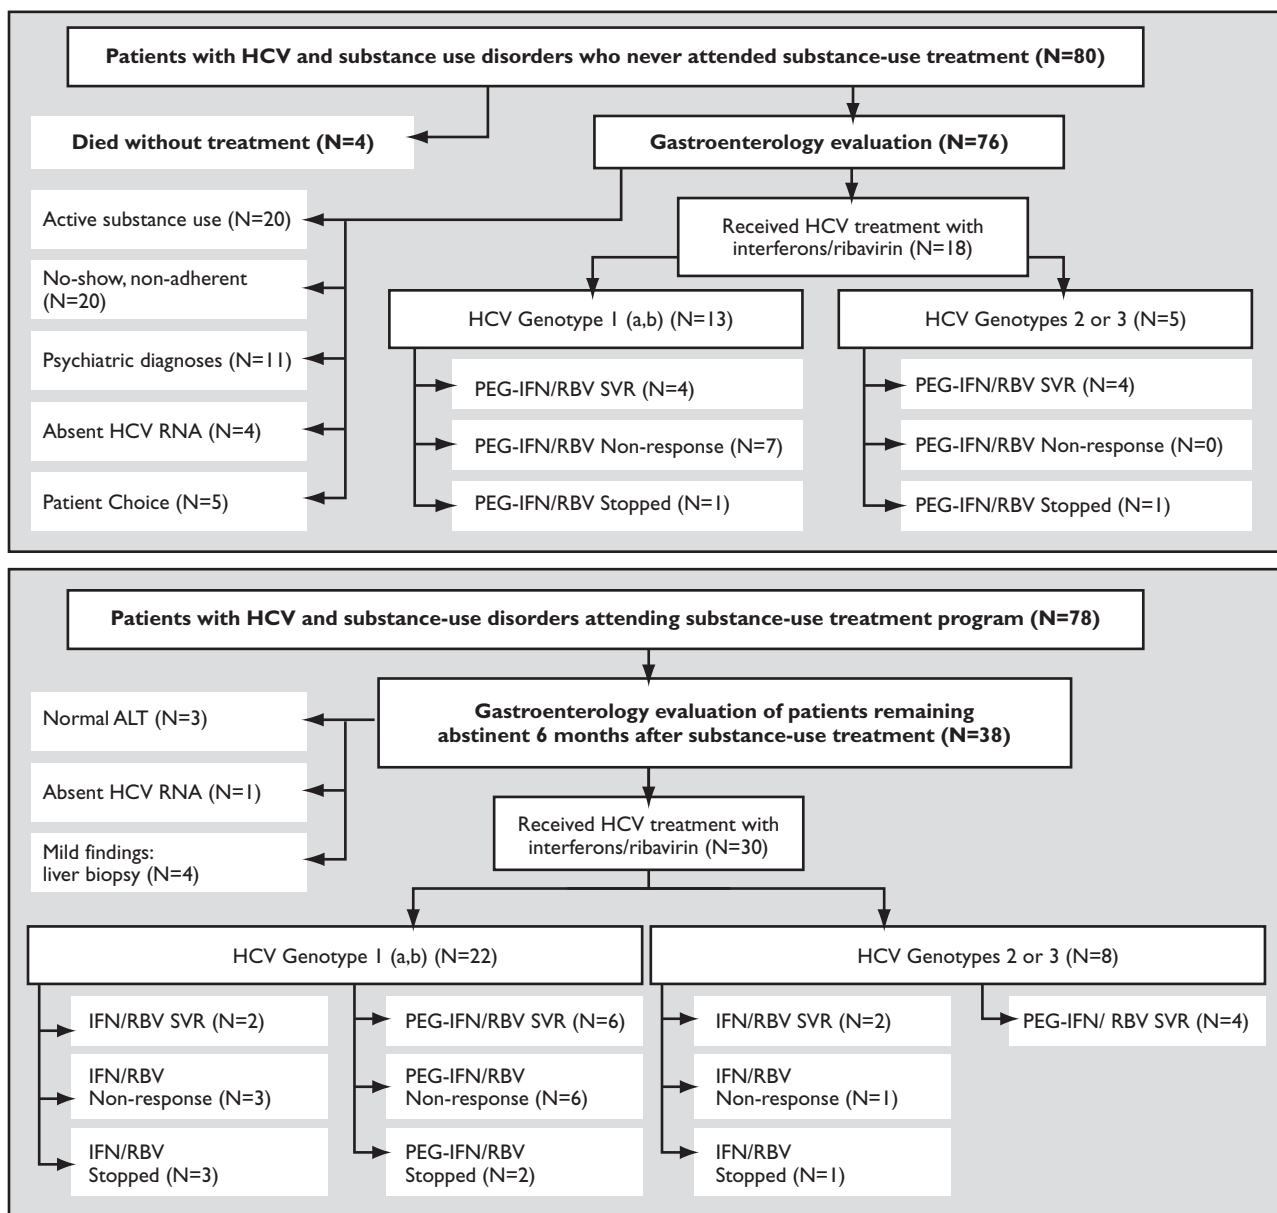 Patients with HCV and substance use disorders who never attended substance-use treatment (N=80)
Died without treatment (N=4)
Gastroenterology evaluation (N=76)
Active substance use (N=20)
No-show, non-adherent
(N=20)
Psychiatric diagnoses (N=11)
Absent HCV RNA (N=4)
Patient Choice (N=5)
Received HCV treatment with
interferons/ribavirin (N=18)
HCV Genotype 1 (a,b) (N=13)
PEG-IFN/RBV SVR (N=4)
PEG-IFN/RBV Non-response (N=7)
PEG-IFN/RBV Stopped (N=1)
HCV Genotypes 2 or 3 (N=5)
PEG-IFN/RBV SVR (N=4)
PEG-IFN/RBV Non-response (N=0)
PEG-IFN/RBV Stopped (N=1)
Patients with HCV and substance-use disorders attending substance-use treatment program (N=78)
Gastroenterology evaluation of patients remaining
abstinent 6 months after substance-use treatment (N=38)
Normal ALT (N=3)
Absent HCV RNA (N=1)
Mild findings:
liver biopsy (N=4)
Received HCV treatment with
interferons/ribavirin (N=30)
HCV Genotype 1 (a,b) (N=22)
IFN/RBV SVR (N=2)
IFN/RBV
Non-response (N=3)
IFN/RBV
Stopped (N=3)
PEG-IFN/RBV SVR (N=6)
PEG-IFN/RBV
Non-response (N=6)
PEG-IFN/RBV
Stopped (N=2)
HCV Genotypes 2 or 3 (N=8)
IFN/RBV SVR (N=2)
IFN/RBV
Non-response (N=1)
IFN/RBV
Stopped (N=1)
PEG-IFN/ RBV SVR (N=4)